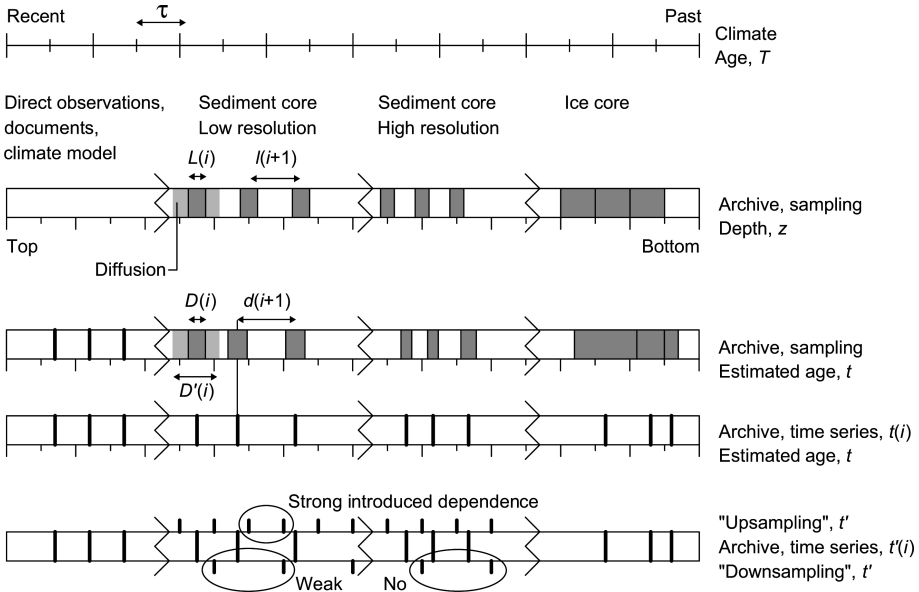 Recent
τ
Past
Climate
Age, T
Direct observations,
documents,
climate model
Sediment core
Low resolution
Sediment core
High resolution
Ice core
L(i)
l(i+1)
Archive, sampling
Depth, z
Top
Bottom
Diffusion
D(i)
d(i+1)
Archive, sampling
Estimated age, t
D'(i)
Archive, time series, t(i)
Estimated age, t
Strong introduced dependence
"Upsampling", t'
Archive, time series, t'(i)
"Downsampling", t'
Weak
No